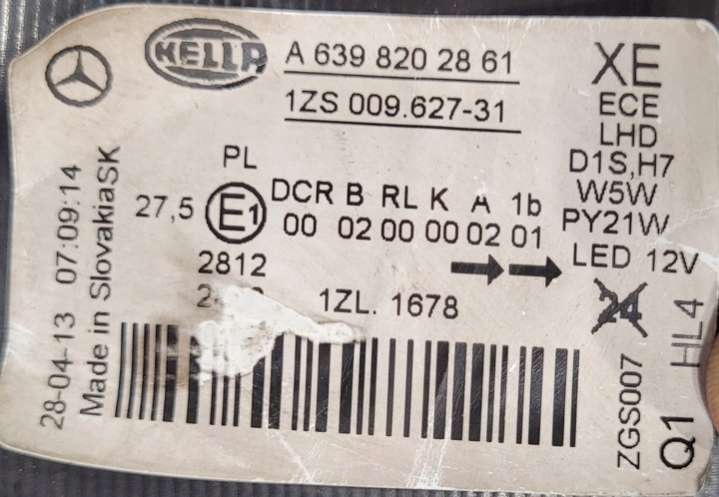 HELLA
A 639 820 2861
1ZS 009.627-31
XE
ECE
LHD
D1S,H7
W5W
PY21W
LED 12V
24
PL
27,5
E1
DCR B RL K A 1b
00 02 00 00 02 01
2812
1ZL. 1678
28-04-13 07:09:14
Made in SlovakiaSK
ZGS007
Q1 HL4